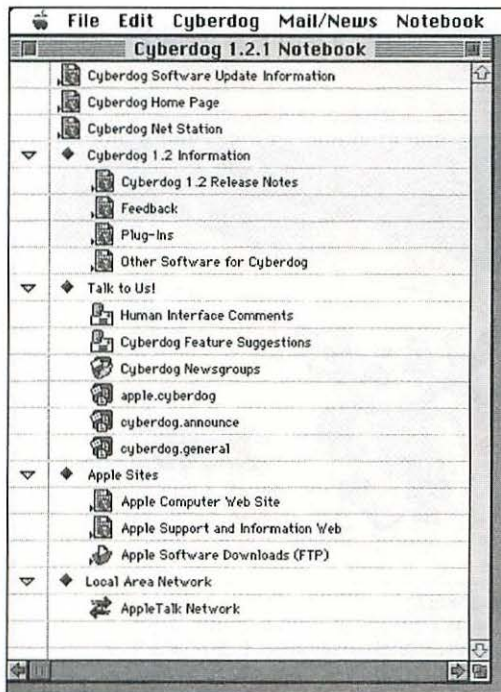 File Edit Cyberdog Mail/News Notebook
Cyberdog 1.2.1 Notebook
Cyberdog Software Update Information
Cyberdog Home Page
Cyberdog Net Station
Cyberdog 1.2 Information
Cyberdog 1.2 Release Notes
Feedback
Plug-Ins
Other Software for Cyberdog
Talk to Us!
Human Interface Comments
Cyberdog Feature Suggestions
Cyberdog Newsgroups
apple.cyberdog
cyberdog.announce
cyberdog.general
Apple Sites
Apple Computer Web Site
Apple Support and Information Web
Apple Software Downloads (FTP)
Local Area Network
AppleTalk Network